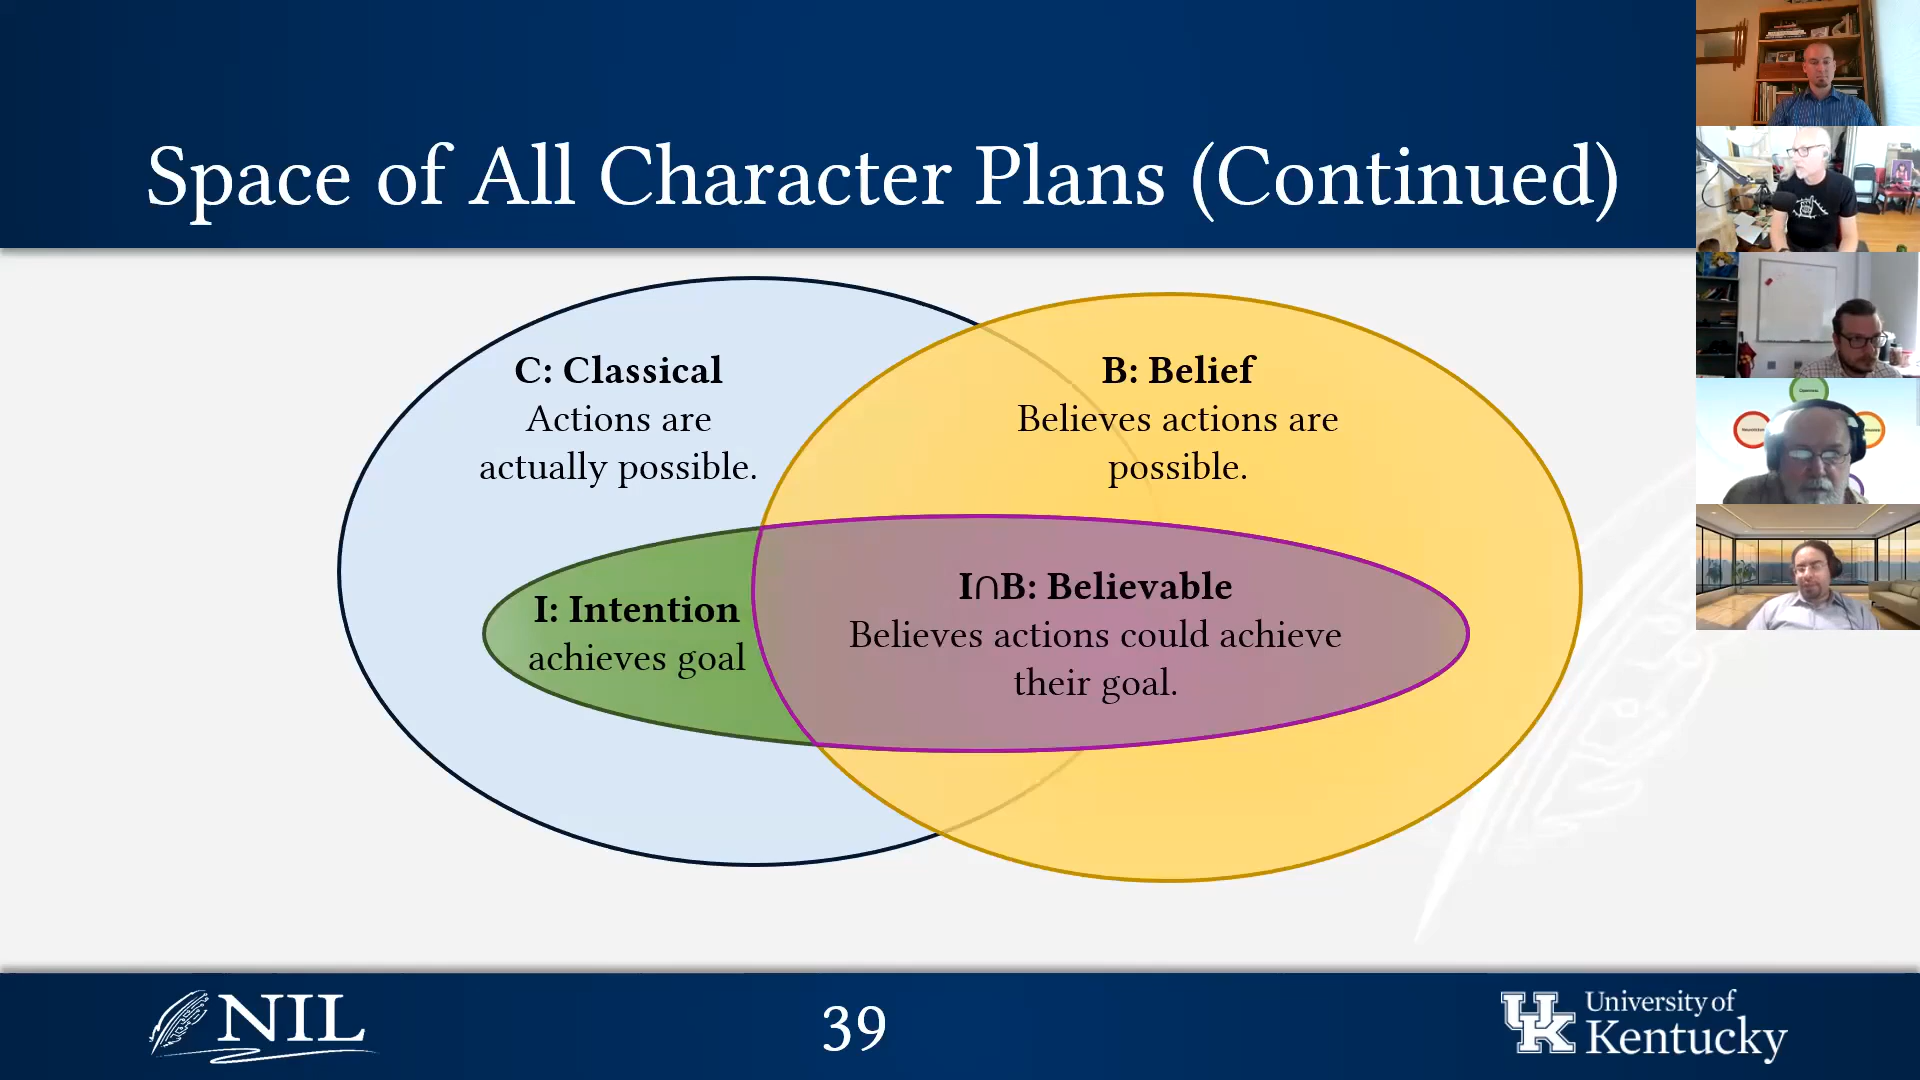 Space of All Character Plans (Continued)
C: Classical
Actions are
actually possible.
B: Belief
Believes actions are
possible.
I: Intention
achieves goal
I∩B: Believable
Believes actions could achieve
their goal.
NIL
39
UK
University of
Kentucky